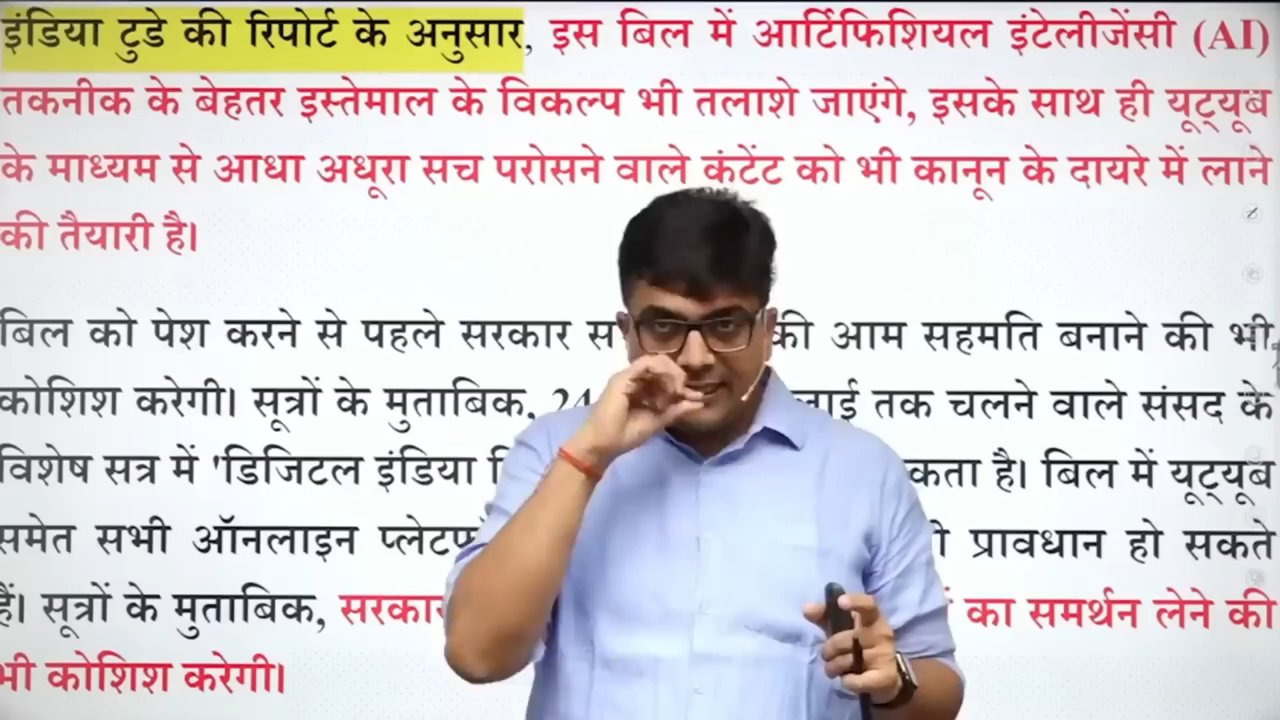 इंडिया टुडे की रिपोर्ट के अनुसार, इस बिल में आर्टिफिशियल इंटेलीजेंसी (AI)
तकनीक के बेहतर इस्तेमाल के विकल्प भी तलाशे जाएंगे, इसके साथ ही यूट्यूब
के माध्यम से आधा अधूरा सच परोसने वाले कंटेंट को भी कानून के दायरे में लाने
की तैयारी है।
बिल को पेश करने से पहले सरकार की आम सहमति बनाने की भी
कोशिश करेगी। सूत्रों के मुताबिक, 24 तक चलने वाले संसद के
विशेष सत्र में 'डिजिटल इंडिया है। बिल में यूट्यूब
समेत सभी ऑनलाइन प्रावधान हो सकते
हैं। सूत्रों के मुताबिक, सरकार का समर्थन लेने की
भी कोशिश करेगी।